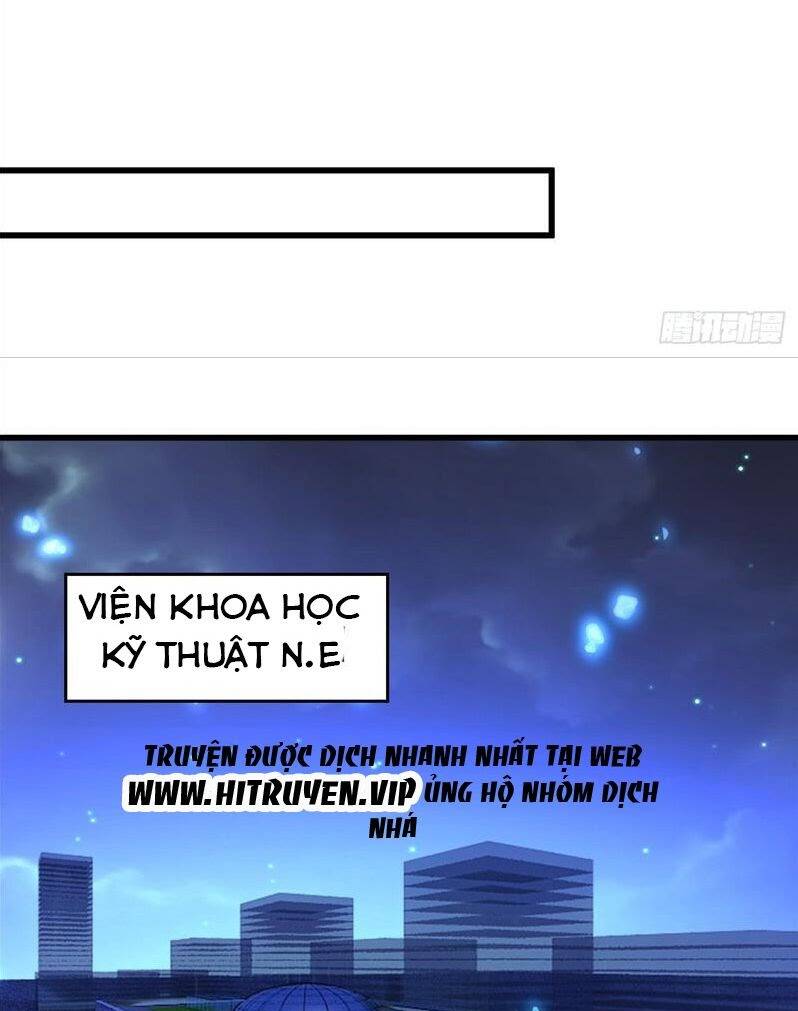 腾讯动漫
VIỆN KHOA HỌC
KỸ THUẬT N.E
TRUYỆN ĐƯỢC DỊCH NHANH NHẤT TẠI WEB
WWW.HITRUYEN.VIP ỦNG HỘ NHÓM DỊCH
NHÁ